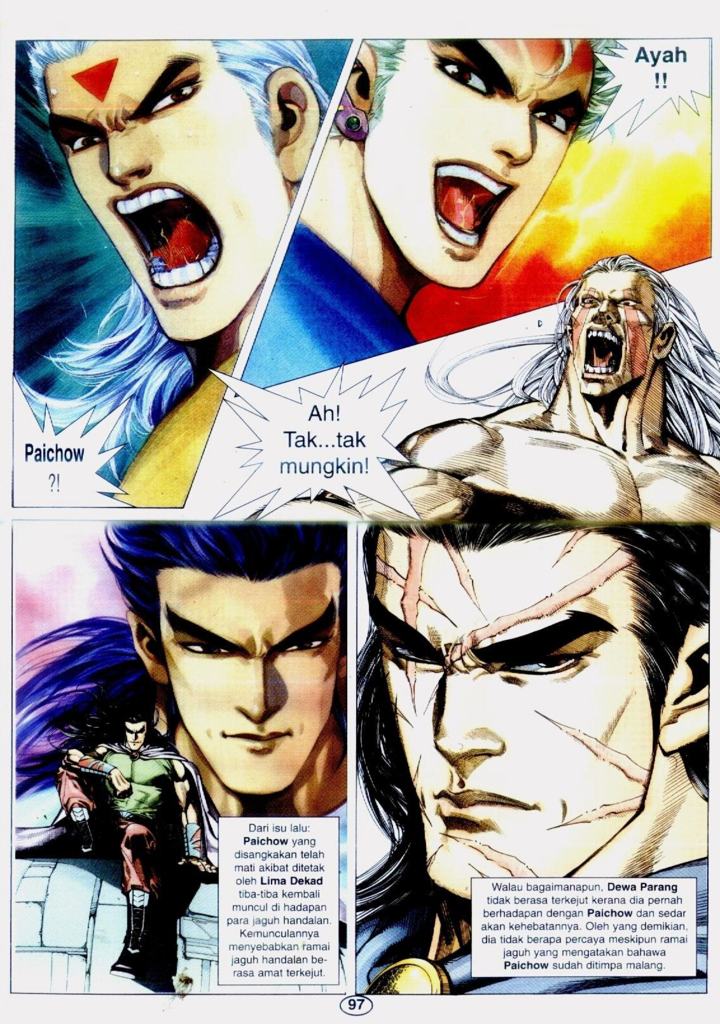 Ayah
!!
Paichow
?!
Ah!
Tak...tak
mungkin!
Dari isu lalu:
Paichow yang
disangkakan telah
mati akibat ditetak
oleh Lima Dekad
tiba-tiba kembali
muncul di hadapan
para jaguh handalan.
Kemunculannya
menyebabkan ramai
jaguh handalan be-
rasa amat terkejut.
Walau bagaimanapun, Dewa Parang
tidak berasa terkejut kerana dia pernah
berhadapan dengan Paichow dan sedar
akan kehebatannya. Oleh yang demikian,
dia tidak berapa percaya meskipun ramai
jaguh yang mengatakan bahawa
Paichow sudah ditimpa malang.
97